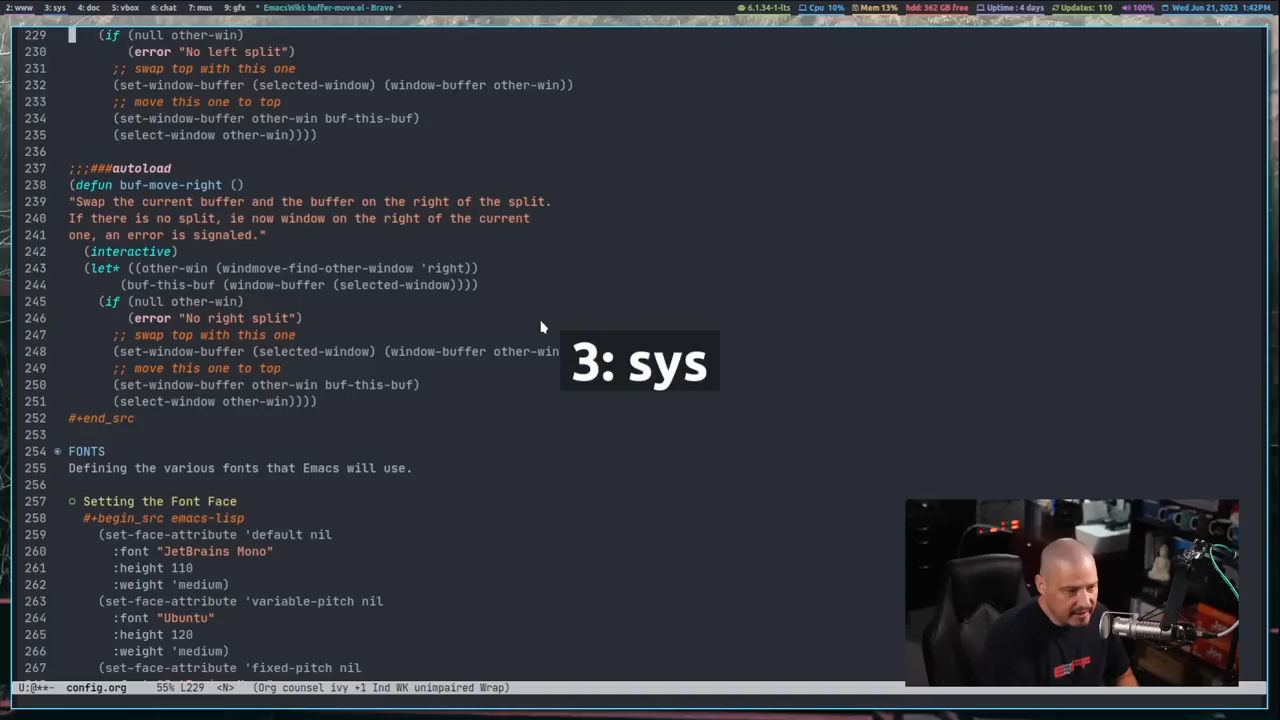 2: www 3: sys 4: doc 5: vbox 6: chat 7: mus 9: gfx * EmacsWiki: buffer-move.el - Brave * 6.1.34-1-lts Cpu 10% Mem 13% hdd: 362 GB free Uptime : 4 days Updates: 110 100% Wed Jun 21, 2023 1:42PM
229 (if (null other-win)
230 (error "No left split")
231 ;; swap top with this one
232 (set-window-buffer (selected-window) (window-buffer other-win))
233 ;; move this one to top
234 (set-window-buffer other-win buf-this-buf)
235 (select-window other-win))))
236
237 ;;;###autoload
238 (defun buf-move-right ()
239 "Swap the current buffer and the buffer on the right of the split.
240 If there is no split, ie now window on the right of the current
241 one, an error is signaled."
242 (interactive)
243 (let* ((other-win (windmove-find-other-window 'right))
244 (buf-this-buf (window-buffer (selected-window))))
245 (if (null other-win)
246 (error "No right split")
247 ;; swap top with this one
248 (set-window-buffer (selected-window) (window-buffer other-win
249 ;; move this one to top
250 (set-window-buffer other-win buf-this-buf)
251 (select-window other-win))))
252 #+end_src
253
254 FONTS
255 Defining the various fonts that Emacs will use.
256
257 Setting the Font Face
258 #+begin_src emacs-lisp
259 (set-face-attribute 'default nil
260 :font "JetBrains Mono"
261 :height 110
262 :weight 'medium)
263 (set-face-attribute 'variable-pitch nil
264 :font "Ubuntu"
265 :height 120
266 :weight 'medium)
267 (set-face-attribute 'fixed-pitch nil
U:@**- config.org 55% L229 <N> (Org counsel ivy +1 Ind WK unimpaired Wrap)
3: sys